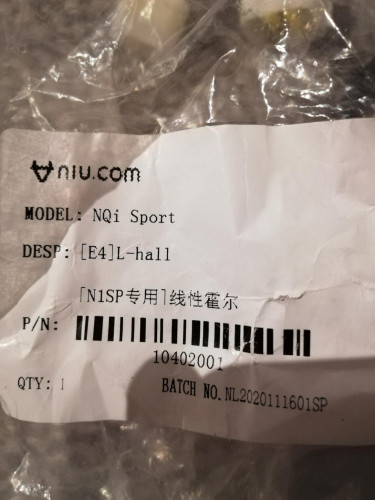 niu.com
MODEL: NQi Sport
DESP: [E4]L-hall
[N1SP专用]线性霍尔
P/N:
10402001
QTY: 1 BATCH NO. NL2020111601SP